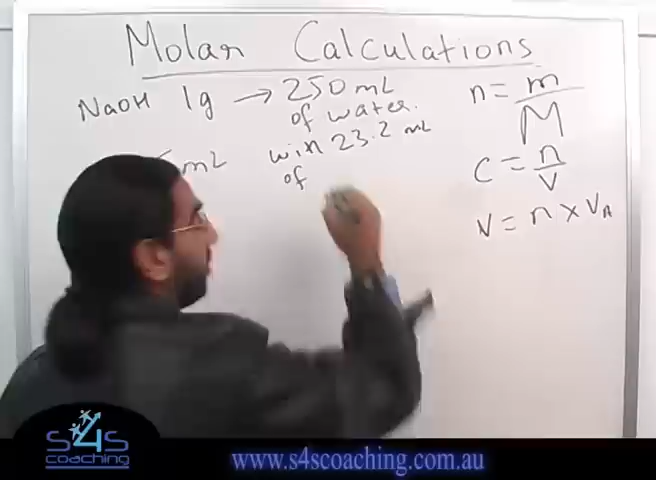 Molar Calculations
NaOH 1g → 250 mL
of water.
mL with 23.2 mL
of
n = m/M
c = n/V
V = n x VA
S4S
coaching
www.s4scoaching.com.au